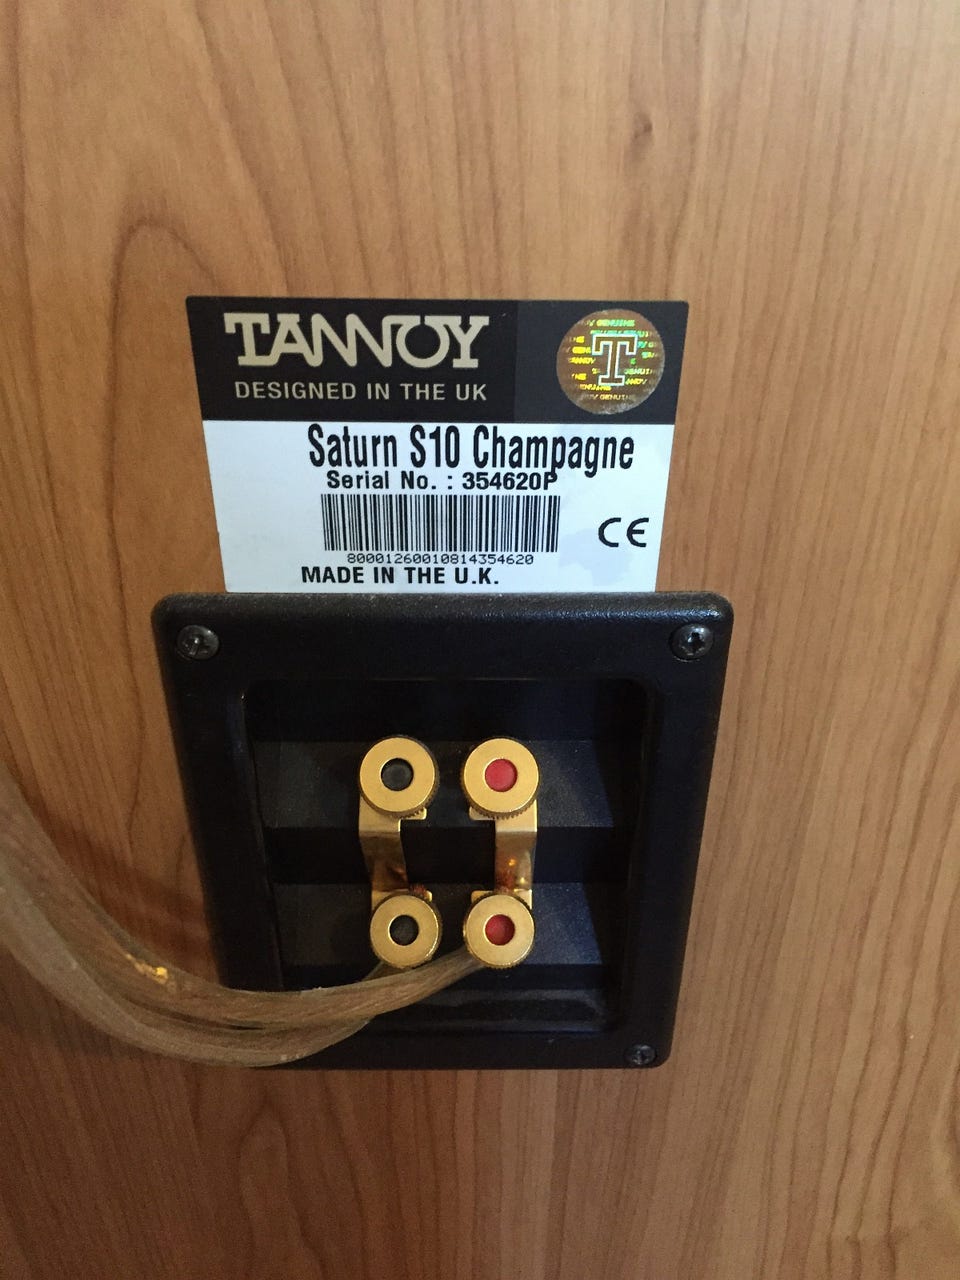 TANNOY
DESIGNED IN THE UK
T
Saturn S10 Champagne
Serial No. : 354620P
CE
80001260010814354620
MADE IN THE U.K.